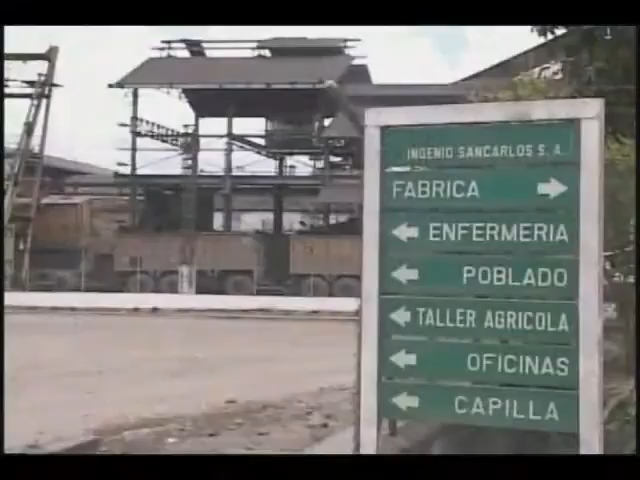 INGENIO SANCARLOS S.A.
FABRICA
ENFERMERIA
POBLADO
TALLER AGRICOLA
OFICINAS
CAPILLA